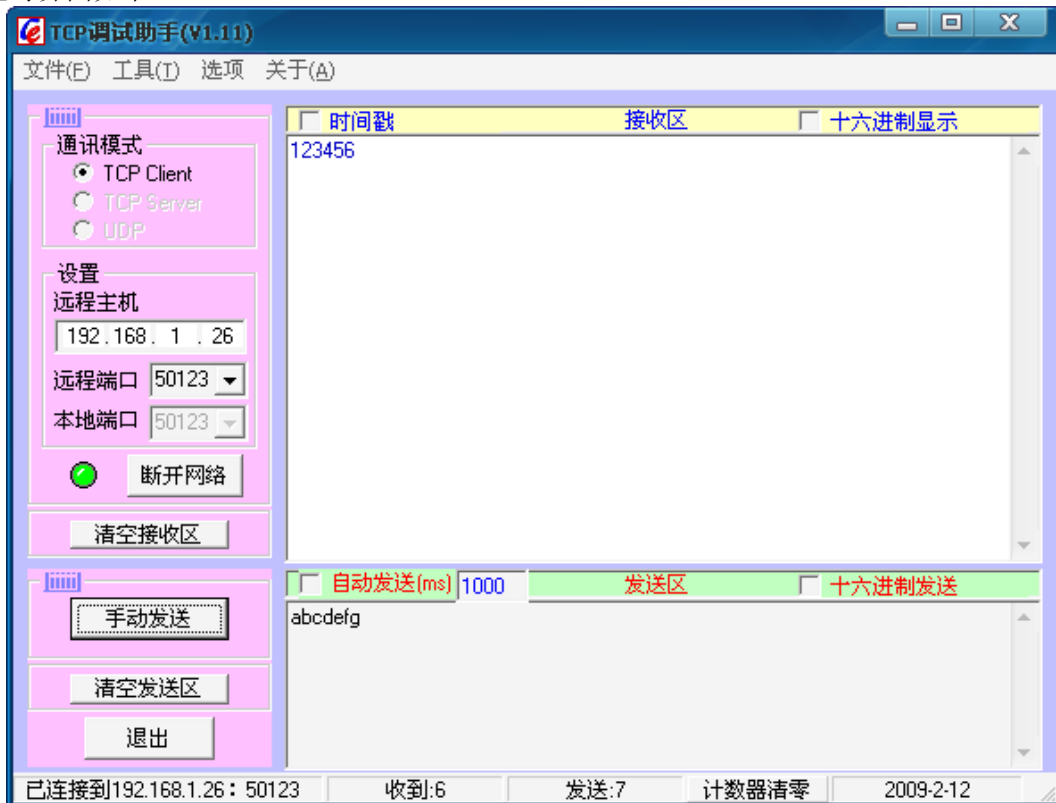 TCP调试助手(V1.11)
文件(F) 工具(T) 选项 关于(A)
通讯模式
TCP Client
TCP Server
UDP
设置
远程主机
192.168. 1 . 26
远程端口 50123
本地端口 50123
断开网络
清空接收区
时间戳 接收区 十六进制显示
123456
手动发送
清空发送区
退出
自动发送(ms) 1000 发送区 十六进制发送
abcdefg
已连接到192.168.1.26：50123 收到:6 发送:7 计数器清零 2009-2-12